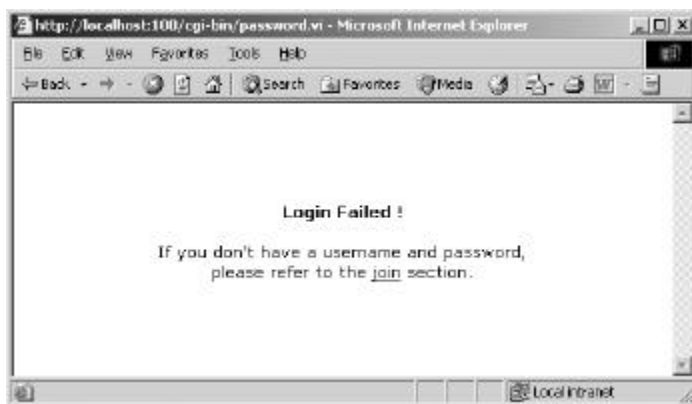 http://localhost:100/cgi-bin/password.vi - Microsoft Internet Explorer
File Edit View Favorites Tools Help
Back Search Favorites Media
Login Failed !
If you don't have a username and password,
please refer to the join section.
Local intranet